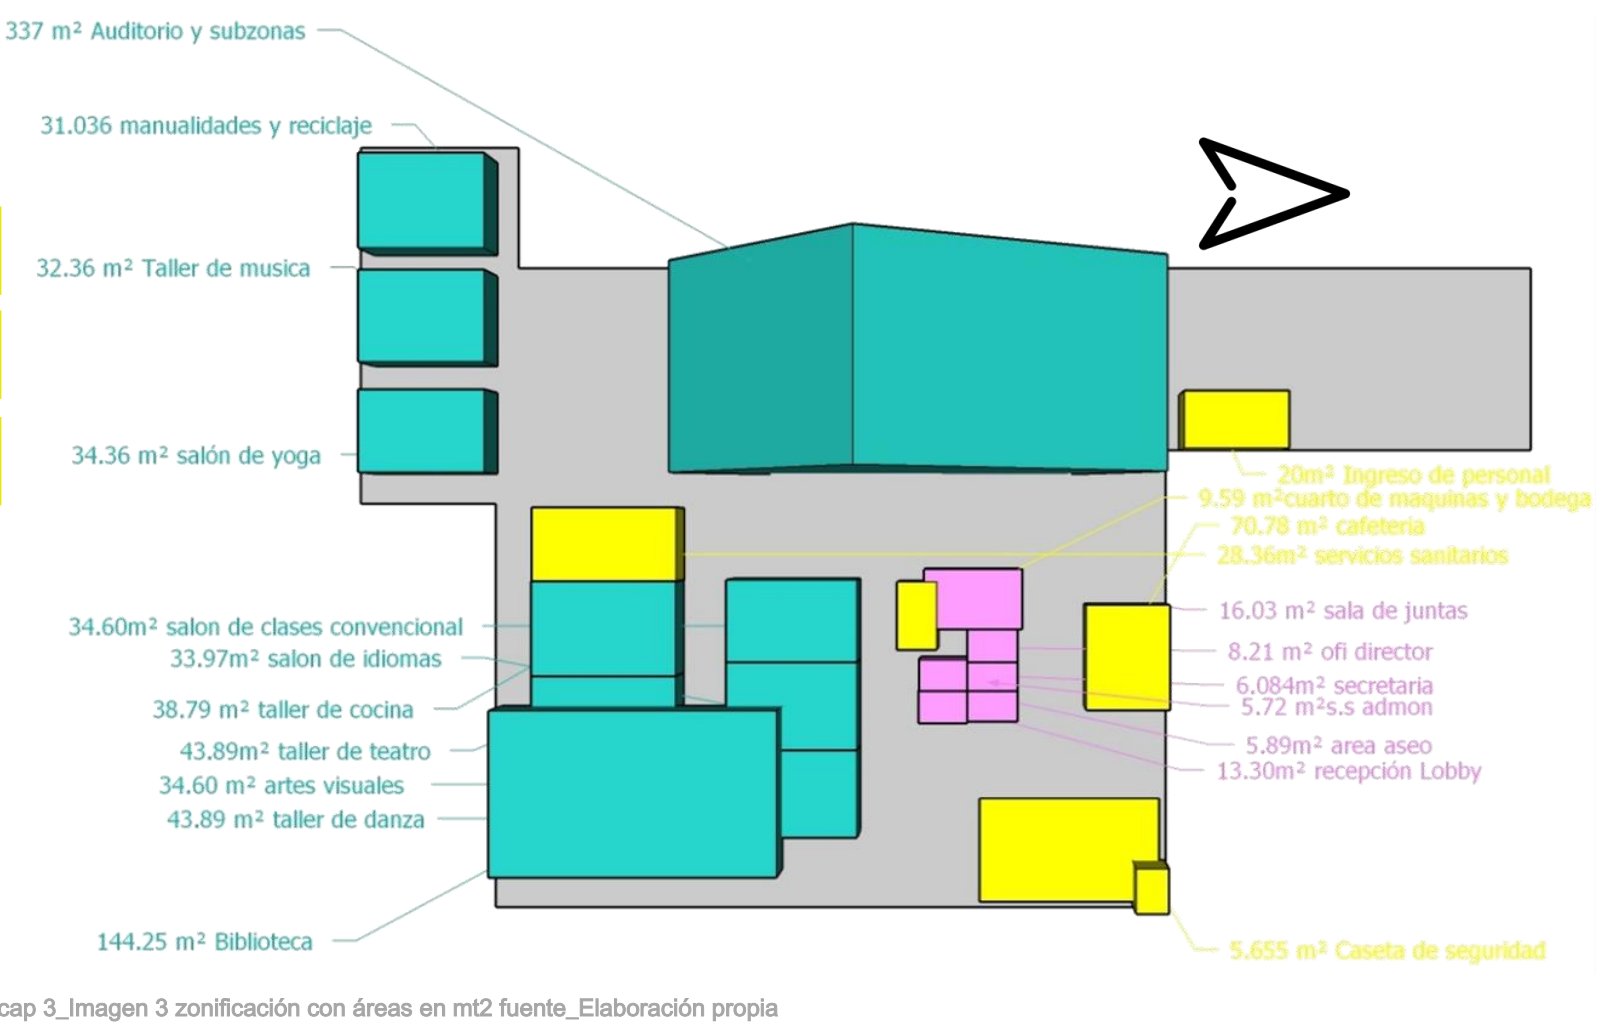 337 m² Auditorio y subzonas
31.036 manualidades y reciclaje
32.36 m² Taller de musica
34.36 m² salón de yoga
20m² Ingreso de personal
9.59 m²cuarto de maquinas y bodega
70.78 m² cafeteria
28.36m² servicios sanitarios
34.60m² salon de clases convencional
33.97m² salon de idiomas
38.79 m² taller de cocina
43.89m² taller de teatro
34.60 m² artes visuales
43.89 m² taller de danza
16.03 m² sala de juntas
8.21 m² ofi director
6.084m² secretaria
5.72 m²s.s admon
5.89m² area aseo
13.30m² recepción Lobby
144.25 m² Biblioteca
5.655 m² Caseta de seguridad
cap 3_Imagen 3 zonificación con áreas en mt2 fuente_Elaboración propia